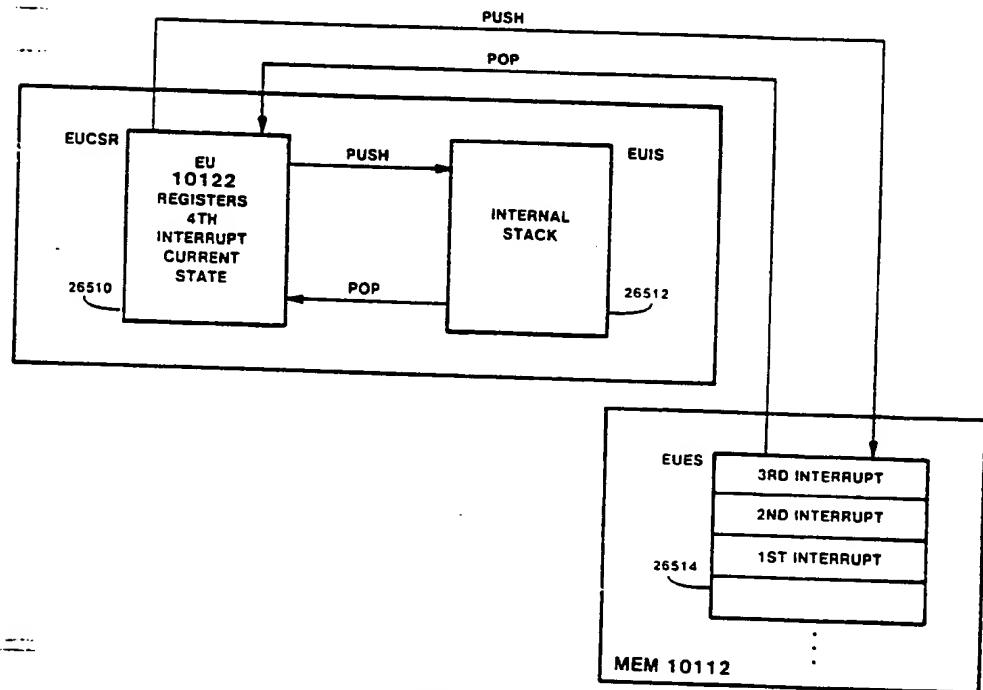 PUSH
POP
EUCSR
EU
10122
REGISTERS
4TH
INTERRUPT
CURRENT
STATE
26510
PUSH
POP
EUIS
INTERNAL
STACK
26512
EUES
3RD INTERRUPT
2ND INTERRUPT
1ST INTERRUPT
26514
MEM 10112